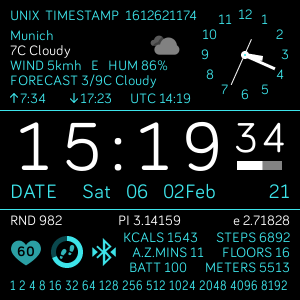 UNIX TIMESTAMP 1612621174
Munich
7C Cloudy
WIND 5kmh E HUM 86%
FORECAST 3/9C Cloudy
↑7:34 ↓17:23 UTC 14:19
12 1 2 3 4 5 6 7 8 9 10 11
15:19 34
DATE Sat 06 02Feb 21
RND 982 PI 3.14159 e 2.71828
60
KCALS 1543 STEPS 6892
A.Z.MINS 11 FLOORS 16
BATT 100 METERS 5513
1 2 4 8 16 32 64 128 256 512 1024 2048 4096 8192